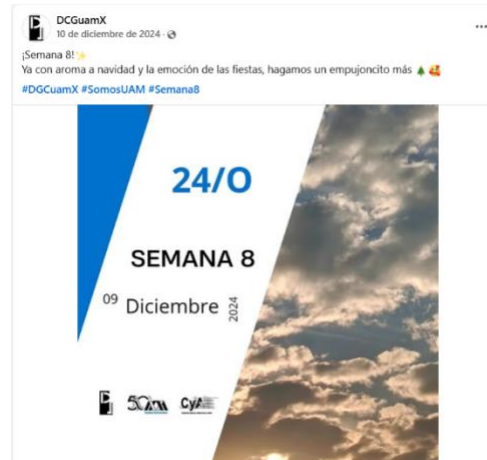 DCGuamX
10 de diciembre de 2024 ·
¡Semana 8!✨
Ya con aroma a navidad y la emoción de las fiestas, hagamos un empujoncito más 🎄🥰
#DGCuamX #SomosUAM #Semana8
24/O
SEMANA 8
09 Diciembre 2024
CyAD